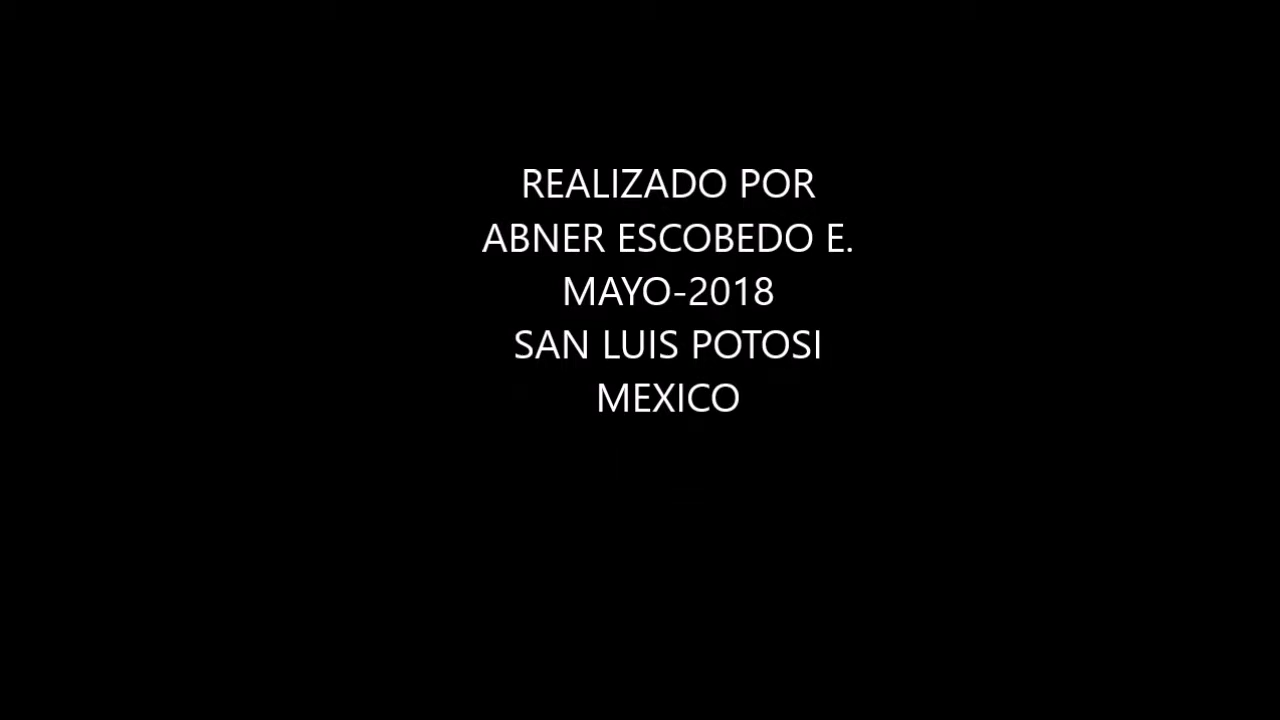 REALIZADO POR
ABNER ESCOBEDO E.
MAYO-2018
SAN LUIS POTOSI
MEXICO